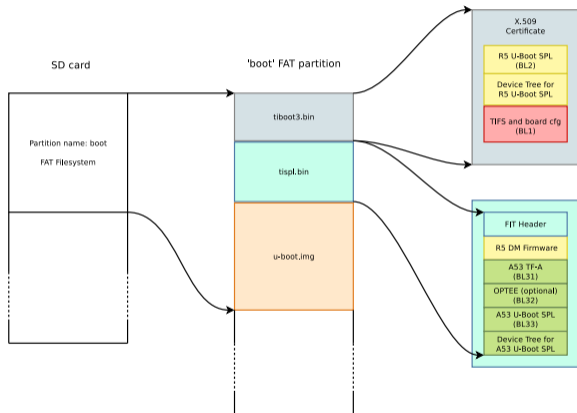 SD card
Partition name: boot
FAT Filesystem
'boot' FAT partition
tiboot3.bin
tispl.bin
u-boot.img
X.509
Certificate
R5 U-Boot SPL
(BL2)
Device Tree for
R5 U-Boot SPL
TIFS and board cfg
(BL1)
FIT Header
R5 DM Firmware
A53 TF-A
(BL31)
OPTEE (optional)
(BL32)
A53 U-Boot SPL
(BL33)
Device Tree for
A53 U-Boot SPL